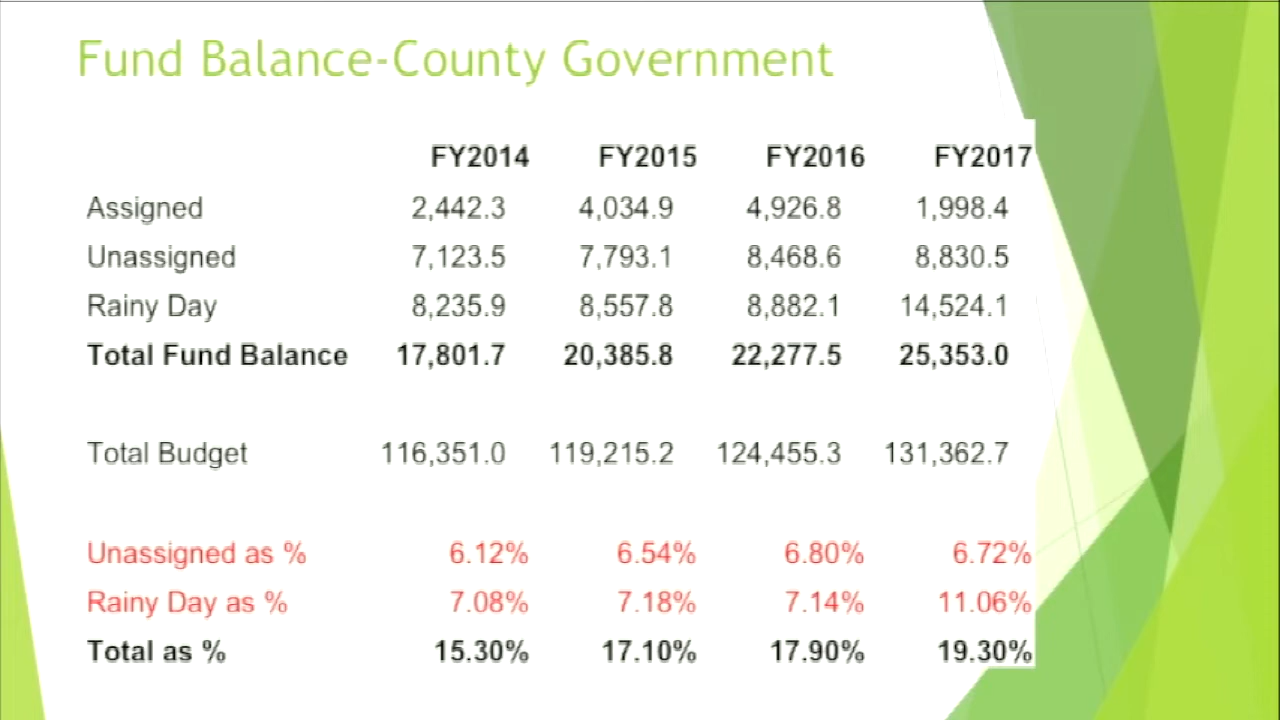 Fund Balance-County Government
FY2014 FY2015 FY2016 FY2017
Assigned 2,442.3 4,034.9 4,926.8 1,998.4
Unassigned 7,123.5 7,793.1 8,468.6 8,830.5
Rainy Day 8,235.9 8,557.8 8,882.1 14,524.1
Total Fund Balance 17,801.7 20,385.8 22,277.5 25,353.0
Total Budget 116,351.0 119,215.2 124,455.3 131,362.7
Unassigned as % 6.12% 6.54% 6.80% 6.72%
Rainy Day as % 7.08% 7.18% 7.14% 11.06%
Total as % 15.30% 17.10% 17.90% 19.30%